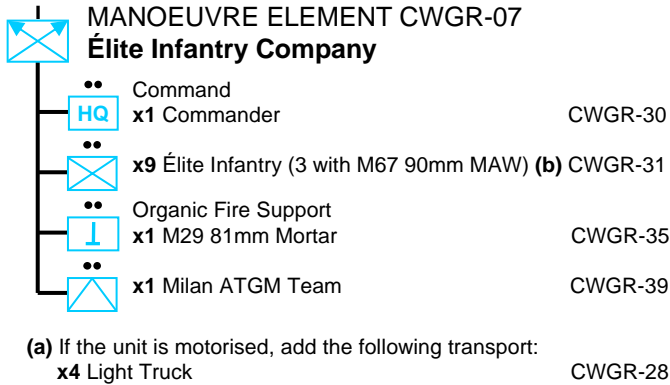 MANOEUVRE ELEMENT CWGR-07
Élite Infantry Company
Command
HQ x1 Commander CWGR-30
x9 Élite Infantry (3 with M67 90mm MAW) (b) CWGR-31
Organic Fire Support
x1 M29 81mm Mortar CWGR-35
x1 Milan ATGM Team CWGR-39
(a) If the unit is motorised, add the following transport:
x4 Light Truck CWGR-28